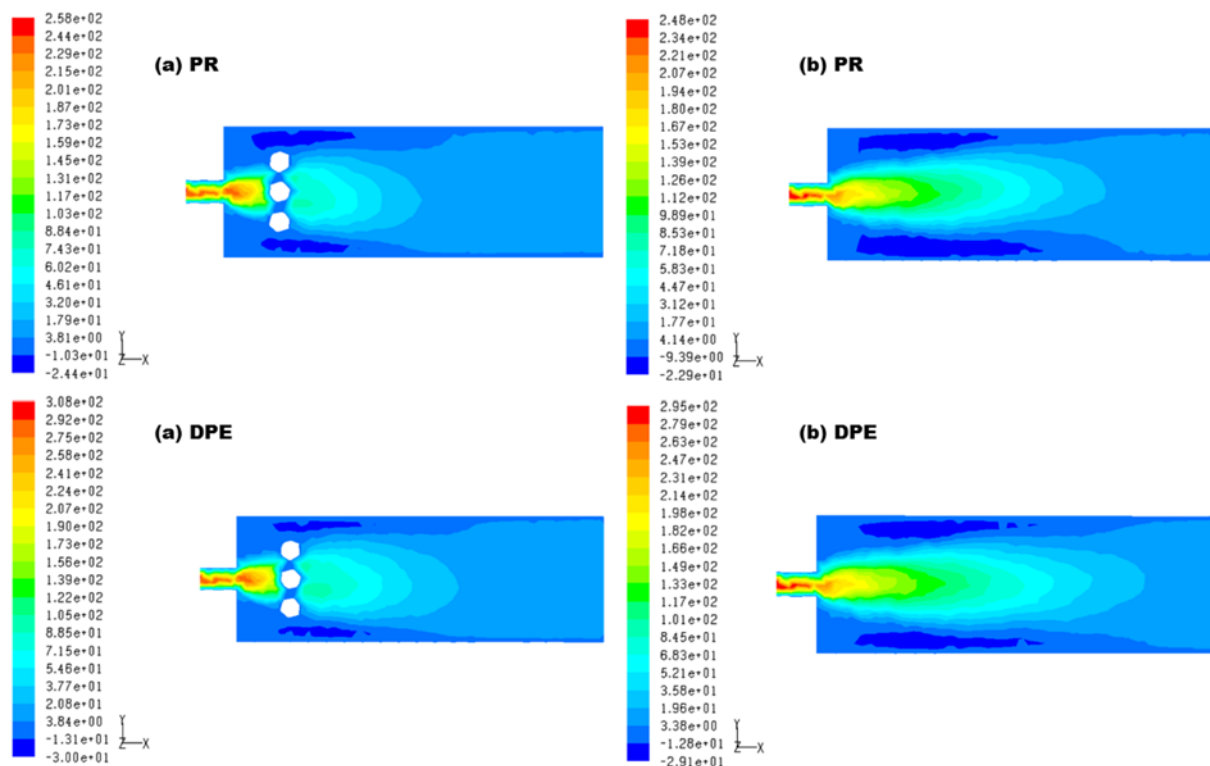 2.58e+02
2.44e+02
2.29e+02
2.15e+02
2.01e+02
1.87e+02
1.73e+02
1.59e+02
1.45e+02
1.31e+02
1.17e+02
1.03e+02
8.84e+01
7.43e+01
6.02e+01
4.61e+01
3.20e+01
1.79e+01
3.81e+00
-1.03e+01
-2.44e+01
(a) PR
Y
Z X
2.48e+02
2.34e+02
2.21e+02
2.07e+02
1.94e+02
1.80e+02
1.67e+02
1.53e+02
1.39e+02
1.26e+02
1.12e+02
9.89e+01
8.53e+01
7.18e+01
5.83e+01
4.47e+01
3.12e+01
1.77e+01
4.14e+00
-9.39e+00
-2.29e+01
(b) PR
Y
Z X
3.08e+02
2.92e+02
2.75e+02
2.58e+02
2.41e+02
2.24e+02
2.07e+02
1.90e+02
1.73e+02
1.56e+02
1.39e+02
1.22e+02
1.05e+02
8.85e+01
7.15e+01
5.46e+01
3.77e+01
2.08e+01
3.84e+00
-1.31e+01
-3.00e+01
(a) DPE
Y
Z X
2.95e+02
2.79e+02
2.63e+02
2.47e+02
2.31e+02
2.14e+02
1.98e+02
1.82e+02
1.66e+02
1.49e+02
1.33e+02
1.17e+02
1.01e+02
8.45e+01
6.83e+01
5.21e+01
3.58e+01
1.96e+01
3.38e+00
-1.28e+01
-2.91e+01
(b) DPE
Y
Z X